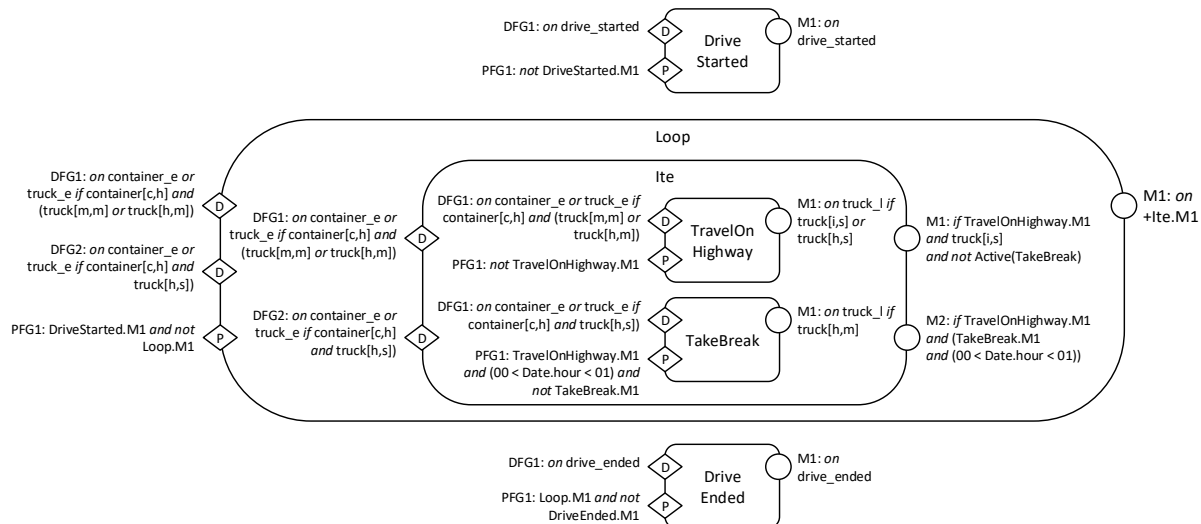 DFG1: on drive_started
D
Drive
Started
M1: on
drive_started
PFG1: not DriveStarted.M1
P
Loop
DFG1: on container_e or
truck_e if container[c,h] and
(truck[m,m] or truck[h,m])
D
DFG2: on container_e or
truck_e if container[c,h] and
truck[h,s])
D
PFG1: DriveStarted.M1 and not
Loop.M1
P
M1: on
+Ite.M1
Ite
DFG1: on container_e or
truck_e if container[c,h] and
(truck[m,m] or truck[h,m])
D
DFG2: on container_e or
truck_e if container[c,h]
and truck[h,s])
D
M1: if TravelOnHighway.M1
and truck[i,s]
and not Active(TakeBreak)
M2: if TravelOnHighway.M1
and (TakeBreak.M1
and (00 < Date.hour < 01))
DFG1: on container_e or truck_e if
container[c,h] and (truck[m,m] or
truck[h,m])
D
PFG1: not TravelOnHighway.M1
P
TravelOn
Highway
M1: on truck_l if
truck[i,s] or
truck[h,s]
DFG1: on container_e or truck_e if
container[c,h] and truck[h,s])
D
PFG1: TravelOnHighway.M1
and (00 < Date.hour < 01) and
not TakeBreak.M1
P
TakeBreak
M1: on truck_l if
truck[h,m]
DFG1: on drive_ended
D
PFG1: Loop.M1 and not
DriveEnded.M1
P
Drive
Ended
M1: on
drive_ended